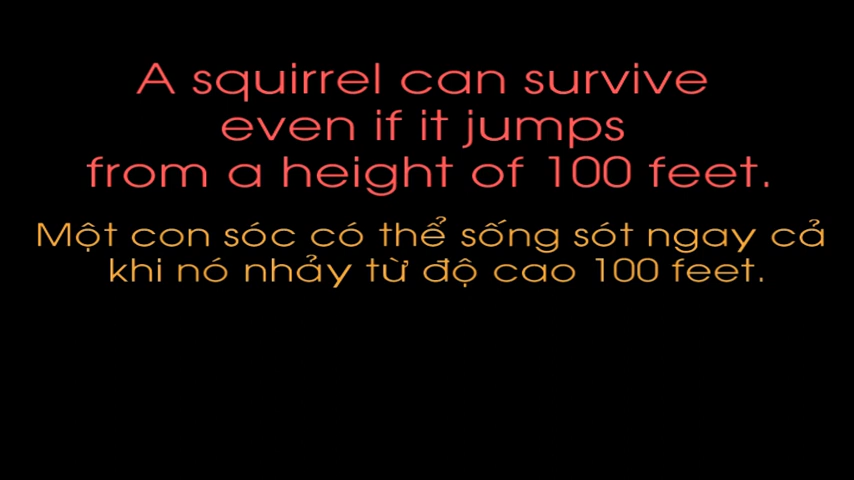 A squirrel can survive
even if it jumps
from a height of 100 feet.
Một con sóc có thể sống sót ngay cả
khi nó nhảy từ độ cao 100 feet.